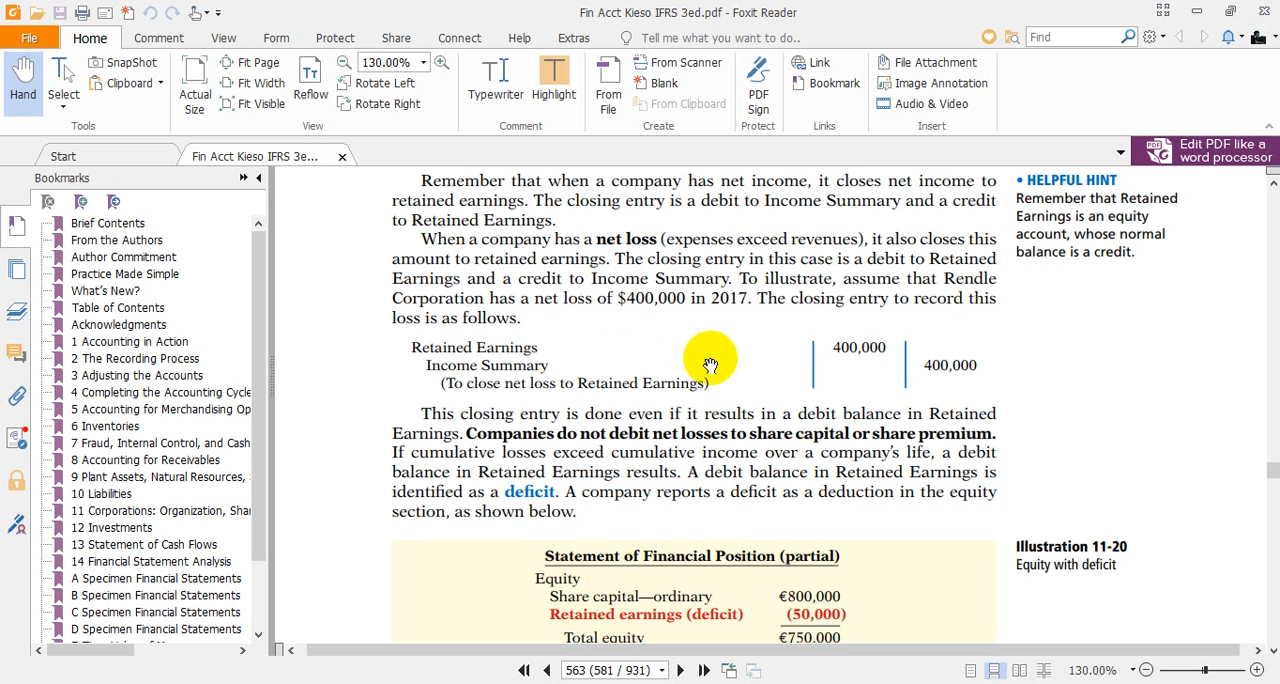 Fin Acct Kieso IFRS 3ed.pdf - Foxit Reader
File Home Comment View Form Protect Share Connect Help Extras Tell me what you want to do.. Find
Hand
Select
SnapShot
Clipboard
Tools
Actual Size
Fit Page
Fit Width
Fit Visible
Reflow
130.00%
Rotate Left
Rotate Right
View
Typewriter
Highlight
Comment
From File
From Scanner
Blank
From Clipboard
Create
PDF Sign
Protect
Link
Bookmark
Links
File Attachment
Image Annotation
Audio & Video
Insert
Start
Fin Acct Kieso IFRS 3e...
Edit PDF like a
word processor
Bookmarks
Brief Contents
From the Authors
Author Commitment
Practice Made Simple
What's New?
Table of Contents
Acknowledgments
1 Accounting in Action
2 The Recording Process
3 Adjusting the Accounts
4 Completing the Accounting Cycle
5 Accounting for Merchandising Op
6 Inventories
7 Fraud, Internal Control, and Cash
8 Accounting for Receivables
9 Plant Assets, Natural Resources,
10 Liabilities
11 Corporations: Organization, Shar
12 Investments
13 Statement of Cash Flows
14 Financial Statement Analysis
A Specimen Financial Statements
B Specimen Financial Statements
C Specimen Financial Statements
D Specimen Financial Statements
Remember that when a company has net income, it closes net income to
retained earnings. The closing entry is a debit to Income Summary and a credit
to Retained Earnings.
When a company has a net loss (expenses exceed revenues), it also closes this
amount to retained earnings. The closing entry in this case is a debit to Retained
Earnings and a credit to Income Summary. To illustrate, assume that Rendle
Corporation has a net loss of $400,000 in 2017. The closing entry to record this
loss is as follows.
Retained Earnings 400,000
Income Summary 400,000
(To close net loss to Retained Earnings)
This closing entry is done even if it results in a debit balance in Retained
Earnings. Companies do not debit net losses to share capital or share premium.
If cumulative losses exceed cumulative income over a company's life, a debit
balance in Retained Earnings results. A debit balance in Retained Earnings is
identified as a deficit. A company reports a deficit as a deduction in the equity
section, as shown below.
Statement of Financial Position (partial)
Equity
Share capital—ordinary €800,000
Retained earnings (deficit) (50,000)
Total equity €750,000
• HELPFUL HINT
Remember that Retained
Earnings is an equity
account, whose normal
balance is a credit.
Illustration 11-20
Equity with deficit
563 (581 / 931)
130.00%